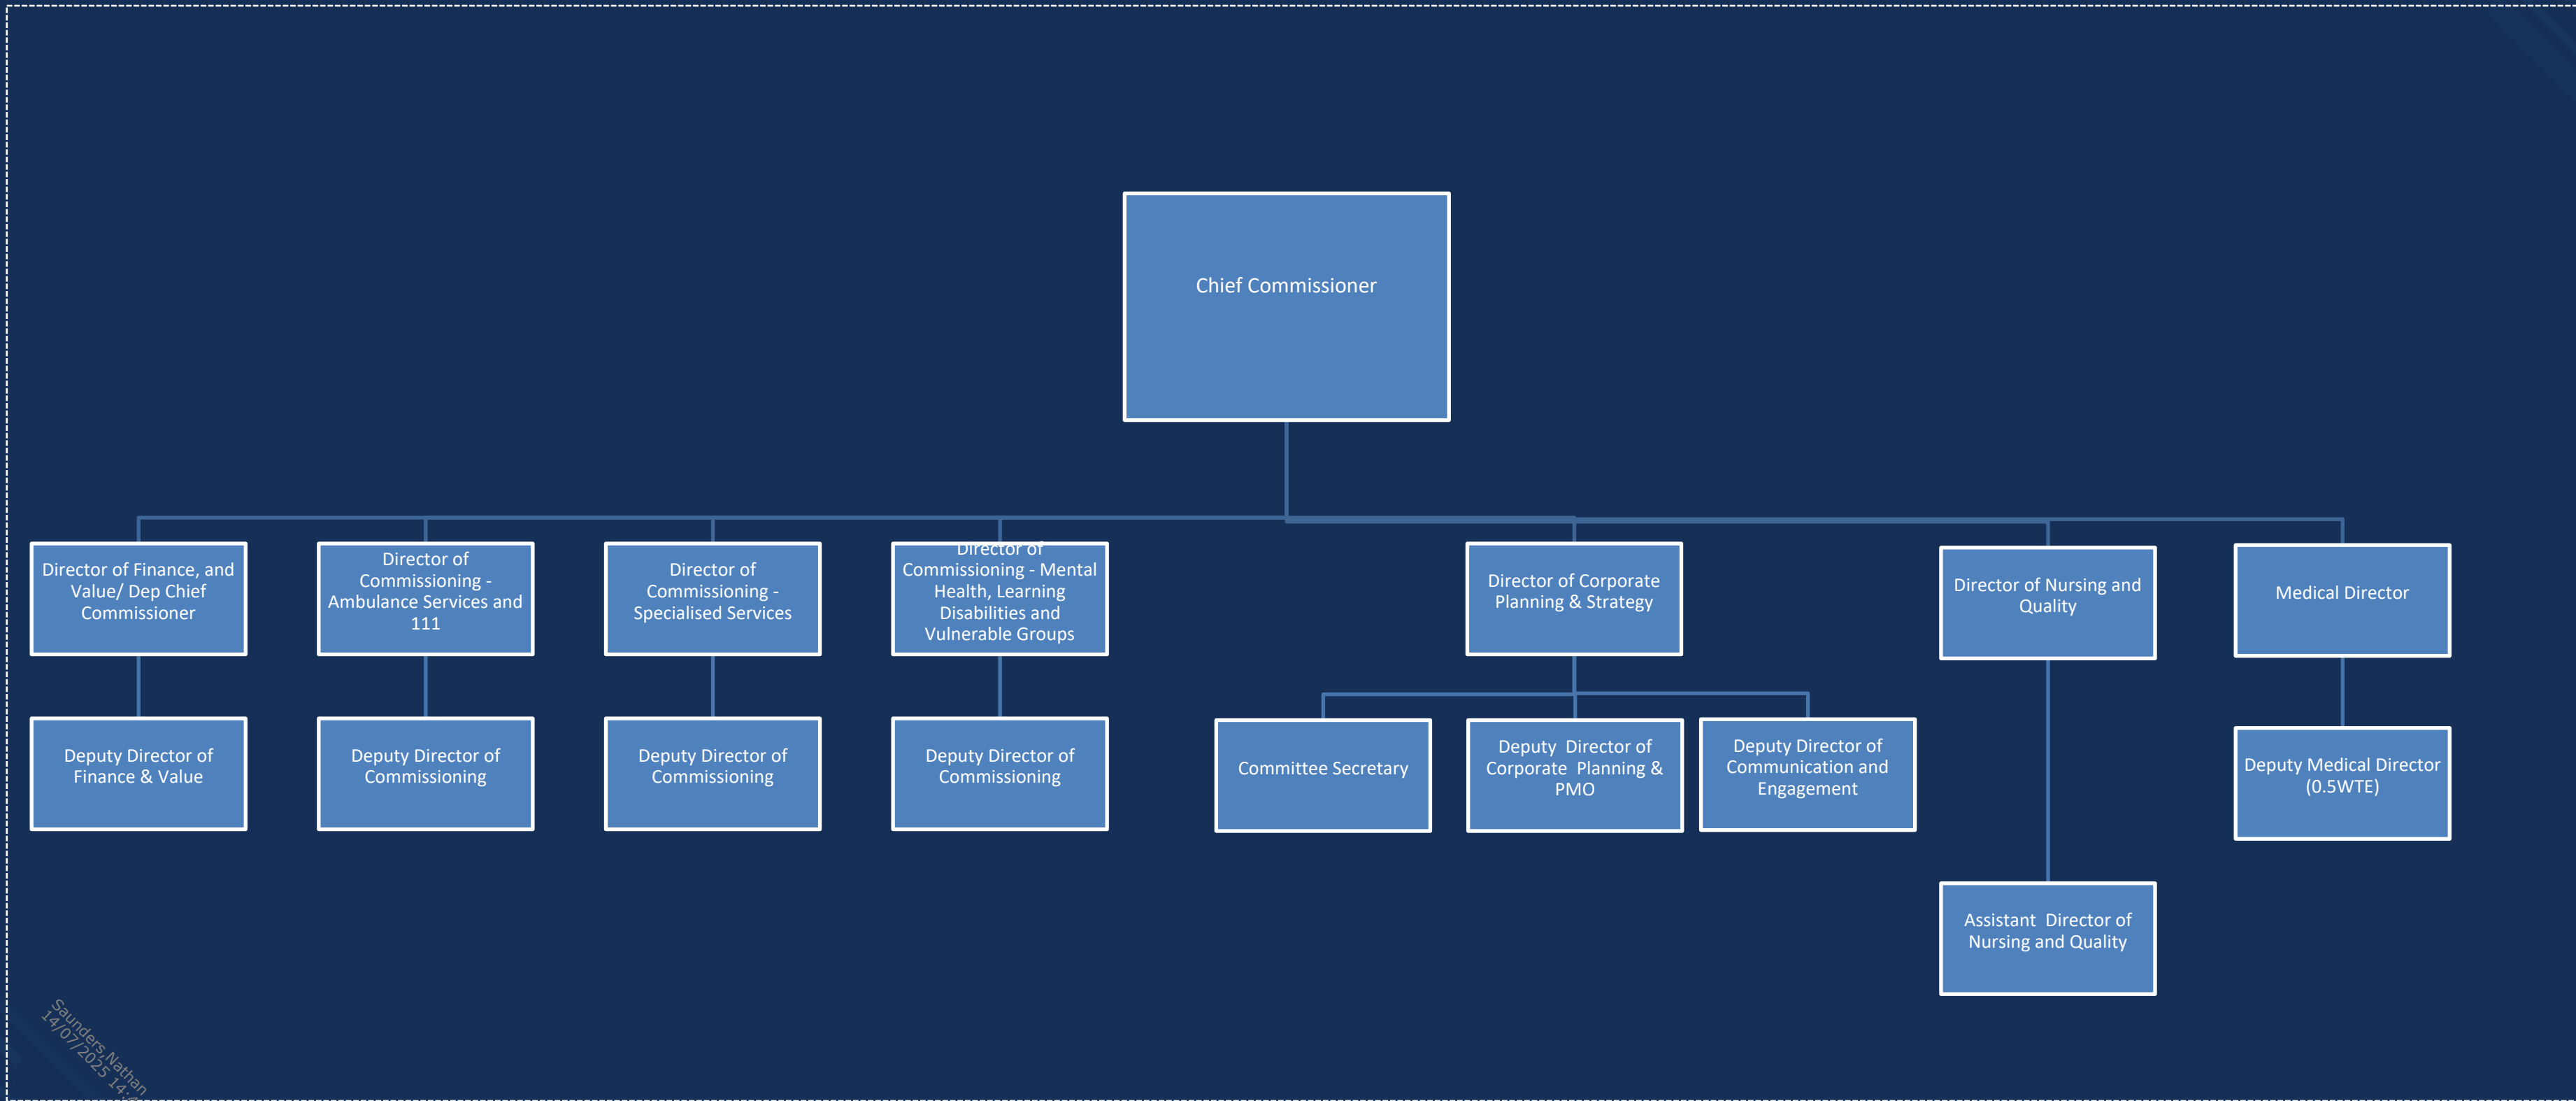 Chief Commissioner
Director of Finance, and
Value/ Dep Chief
Commissioner
Director of
Commissioning -
Ambulance Services and
111
Director of
Commissioning -
Specialised Services
Director of
Commissioning - Mental
Health, Learning
Disabilities and
Vulnerable Groups
Director of Corporate
Planning & Strategy
Director of Nursing and
Quality
Medical Director
Deputy Director of
Finance & Value
Deputy Director of
Commissioning
Deputy Director of
Commissioning
Deputy Director of
Commissioning
Committee Secretary
Deputy  Director of
Corporate  Planning &
PMO
Deputy Director of
Communication and
Engagement
Deputy Medical Director
(0.5WTE)
Assistant  Director of
Nursing and Quality
Saunders,Nathan
14/07/2025